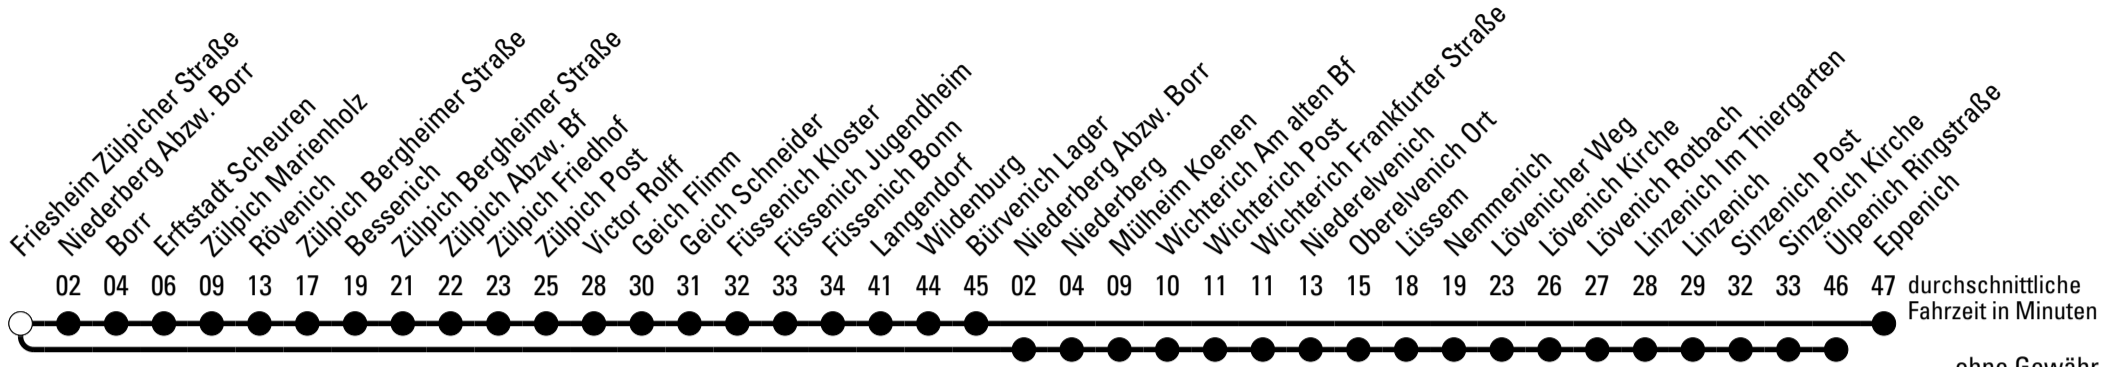 Friesheim Zülpicher Straße
Niederberg Abzw. Borr
Borr
Erftstadt Scheuren
Zülpich Marienholz
Rövenich
Zülpich Bergheimer Straße
Bessenich
Zülpich Bergheimer Straße
Zülpich Abzw. Bf
Zülpich Friedhof
Zülpich Post
Victor Rolff
Geich Flimm
Geich Schneider
Füssenich Kloster
Füssenich Jugendheim
Füssenich Bonn
Langendorf
Wildenburg
Bürvenich Lager
Niederberg Abzw. Borr
Niederberg
Mülheim Koenen
Wichterich Am alten Bf
Wichterich Post
Wichterich Frankfurter Straße
Niederelvenich
Oberelvenich Ort
Lüssem
Nemmenich
Lövenicher Weg
Lövenich Kirche
Lövenich Rotbach
Linzenich Im Thiergarten
Linzenich
Sinzenich Post
Sinzenich Kirche
Ülpenich Ringstraße
Eppenich
02 04 06 09 13 17 19 21 22 23 25 28 30 31 32 33 34 41 44 45 02 04 09 10 11 11 13 15 18 19 23 26 27 28 29 32 33 46 47 durchschnittliche
Fahrzeit in Minuten
ohne Gewähr